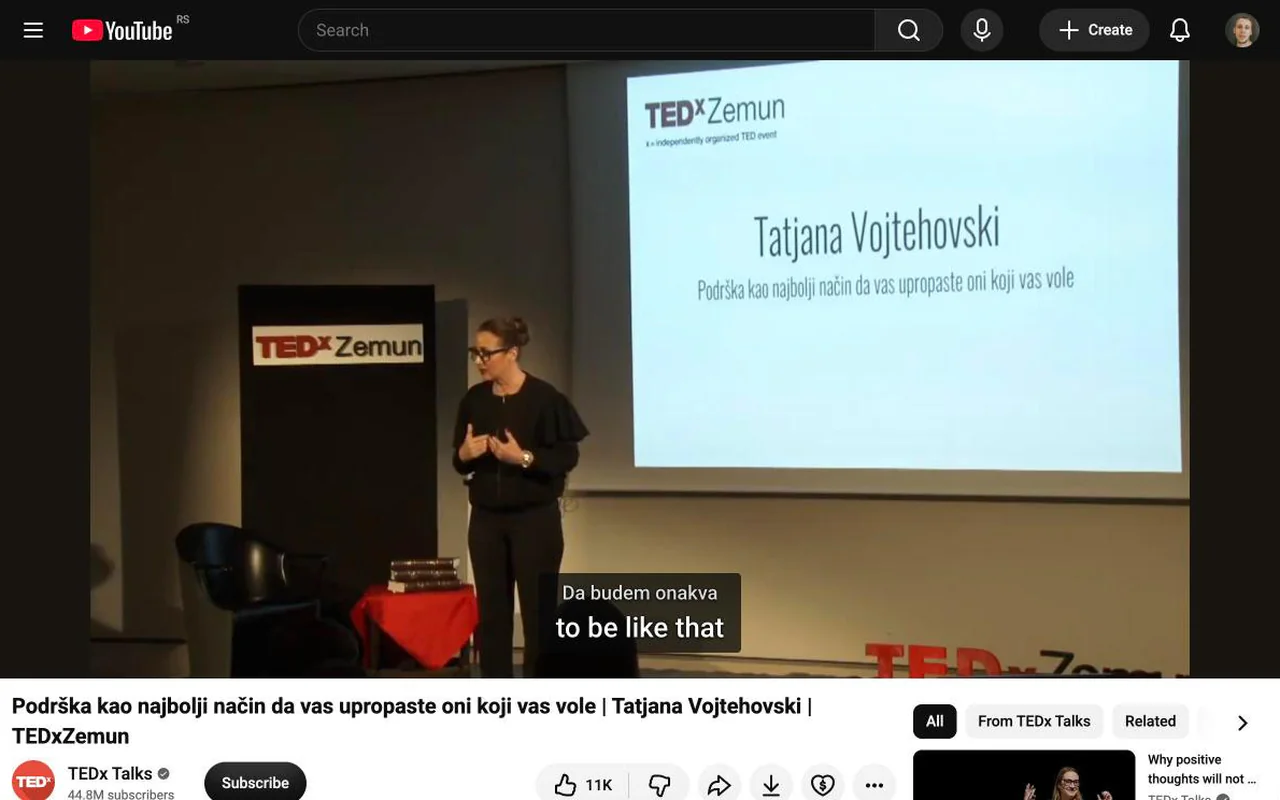 YouTube RS
Search
Create
TEDxZemun
x = independently organized TED event
Tatjana Vojtehovski
Podrška kao najbolji način da vas upropaste oni koji vas vole
TEDxZemun
Da budem onakva
to be like that
Podrška kao najbolji način da vas upropaste oni koji vas vole | Tatjana Vojtehovski |
TEDxZemun
TEDx
TEDx Talks
44.8M subscribers
Subscribe
11K
All
From TEDx Talks
Related
Why positive
thoughts will not ...
TEDx Talks